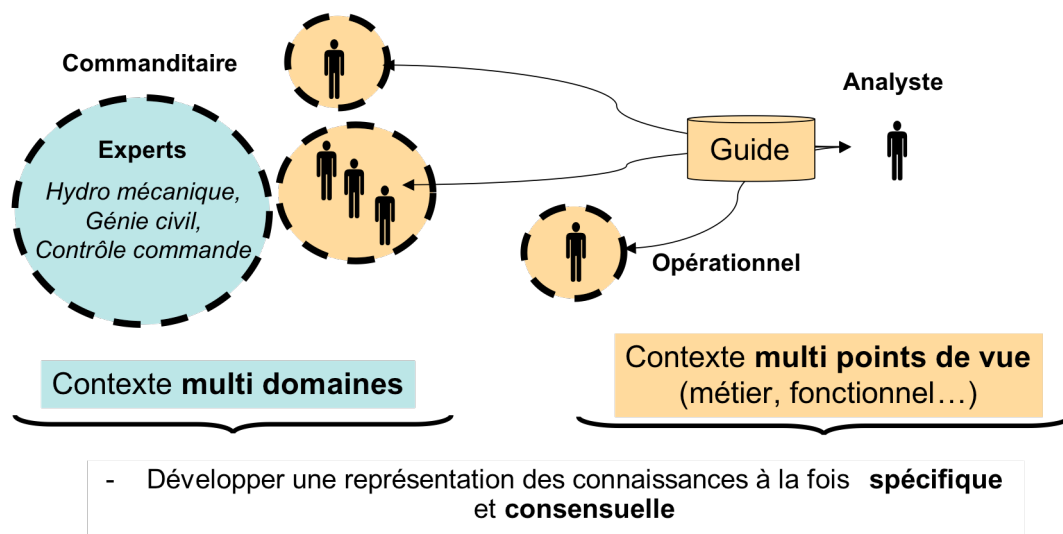 Commanditaire
Analyste
Experts
Hydro mécanique,
Génie civil,
Contrôle commande
Guide
Opérationnel
Contexte multi domaines
Contexte multi points de vue
(métier, fonctionnel…)
- Développer une représentation des connaissances à la fois spécifique
et consensuelle